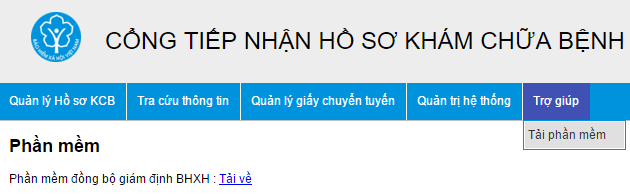 BẢO HIỂM XÃ HỘI VIỆT NAM
CỔNG TIẾP NHẬN HỒ SƠ KHÁM CHỮA BỆNH
Quản lý Hồ sơ KCB Tra cứu thông tin Quản lý giấy chuyển tuyến Quản trị hệ thống Trợ giúp
Tải phần mềm
Phần mềm
Phần mềm đồng bộ giám định BHXH : Tải về